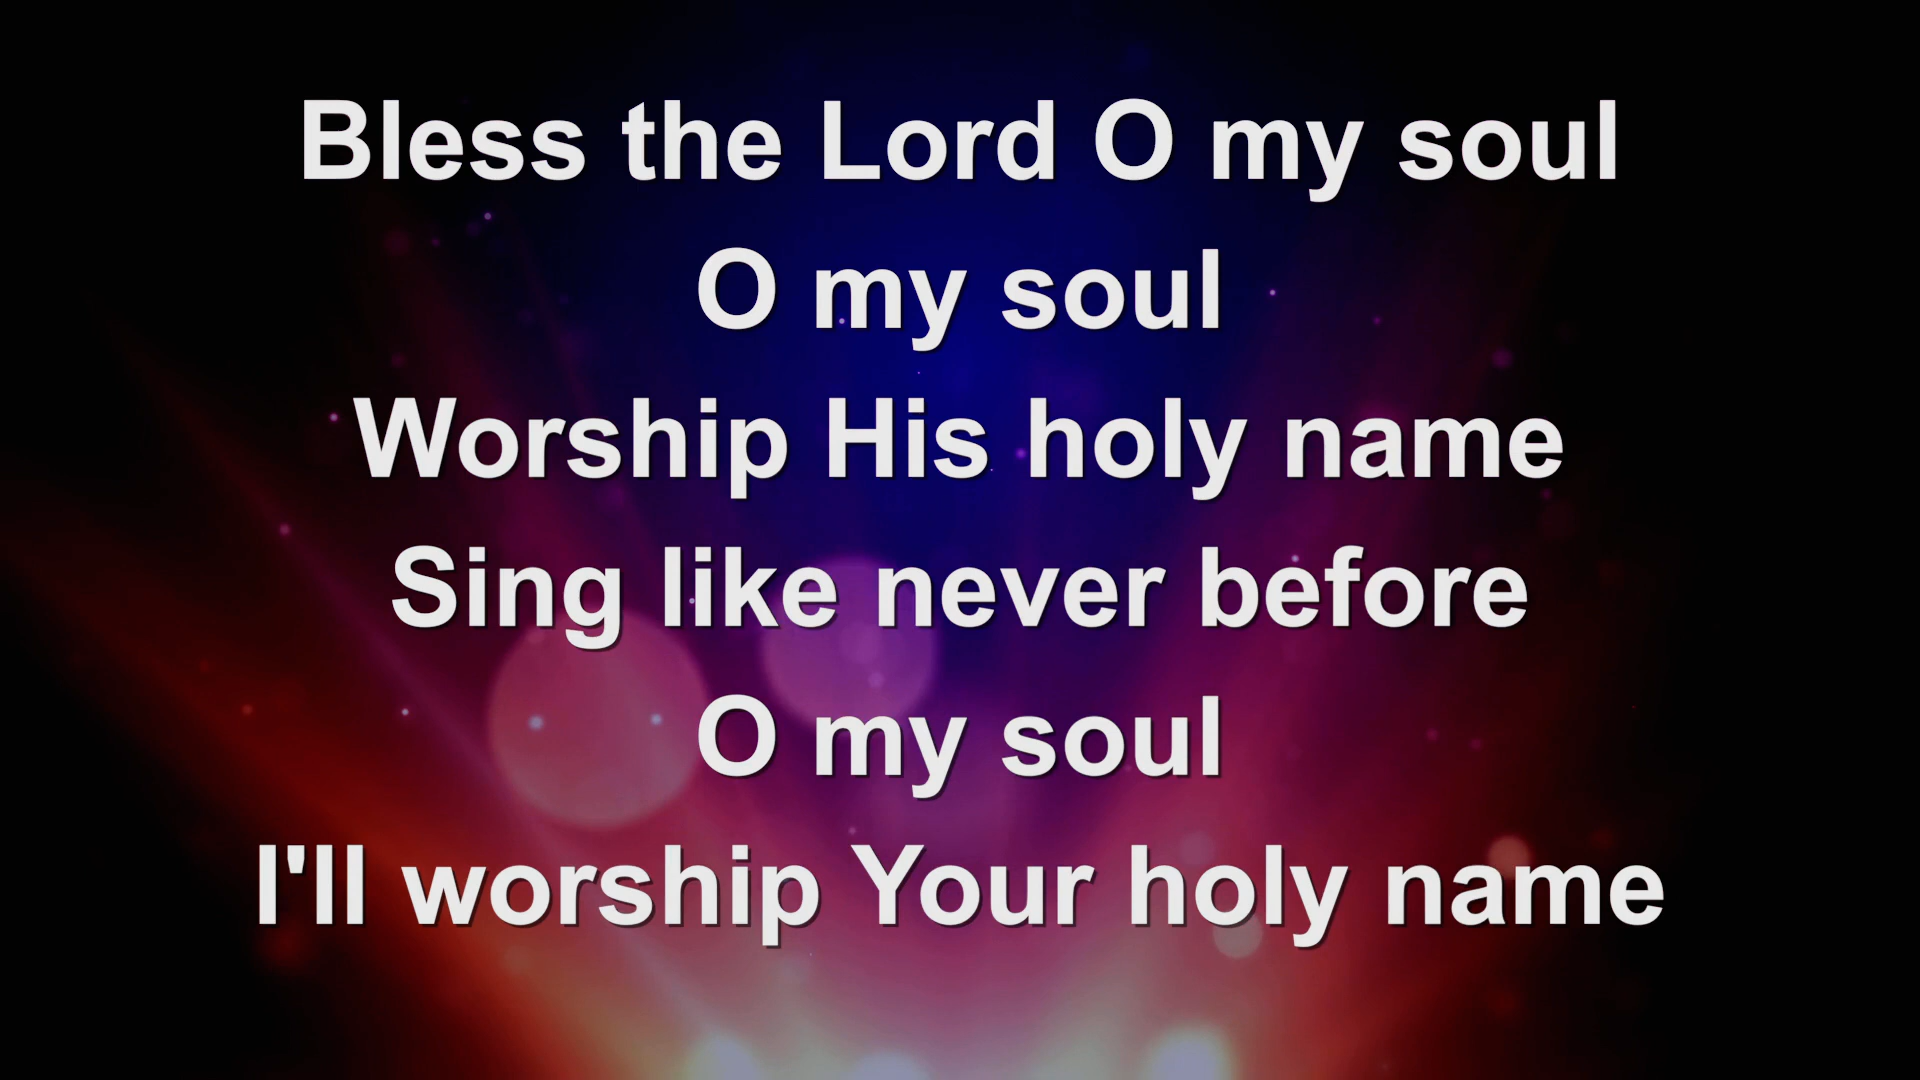 Bless the Lord O my soul
O my soul
Worship His holy name
Sing like never before
O my soul
I'll worship Your holy name